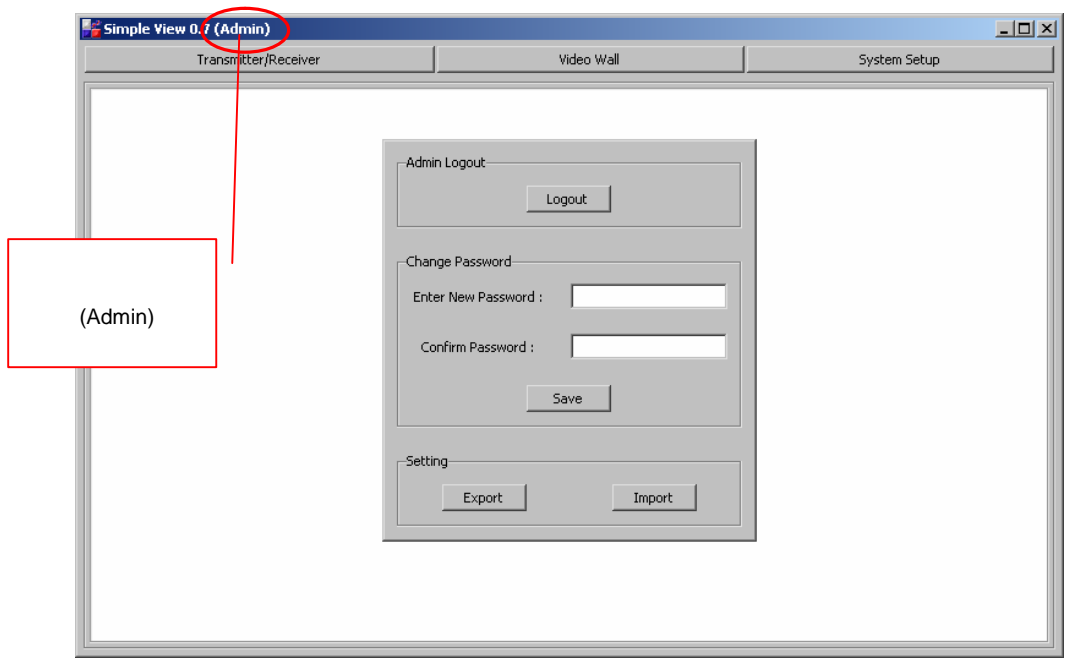 Simple View 0.7 (Admin)
Transmitter/Receiver
Video Wall
System Setup
Admin Logout
Logout
Change Password
Enter New Password :
(Admin)
Confirm Password :
Save
Setting
Export
Import